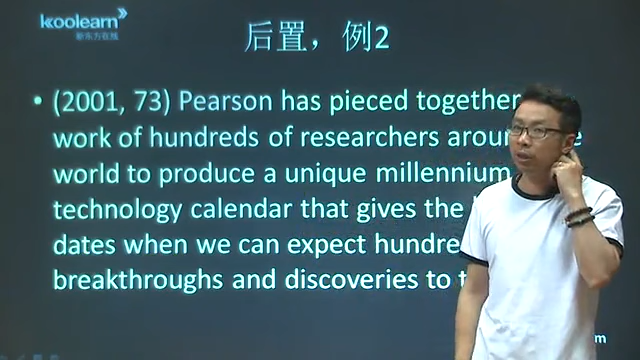 koolearn
新东方在线
后置，例2
• (2001, 73) Pearson has pieced together
work of hundreds of researchers
world to produce a unique millennium
technology calendar that gives the
dates when we can expect
breakthroughs and discoveries to